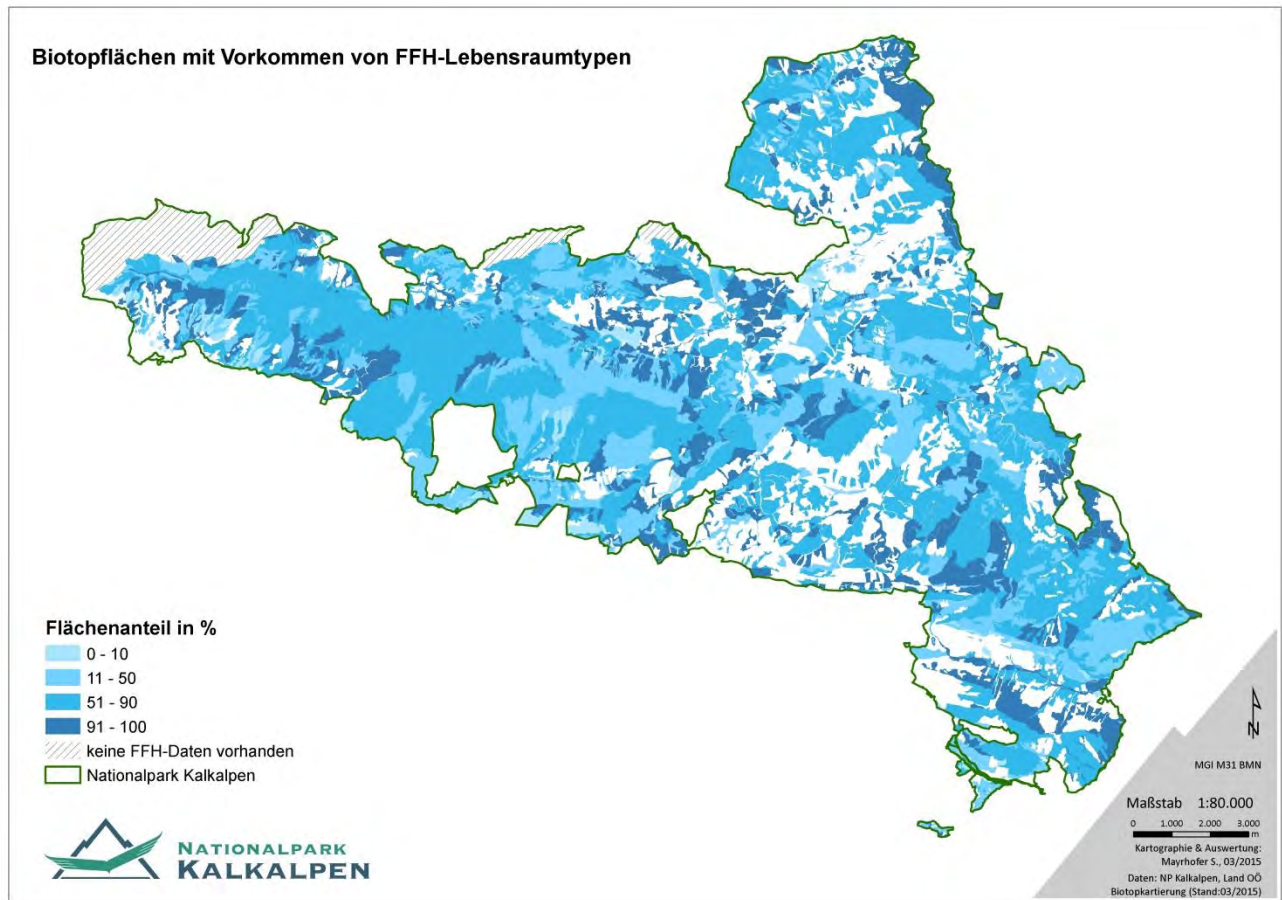 Biotopflächen mit Vorkommen von FFH-Lebensraumtypen
Flächenanteil in %
0 - 10
11 - 50
51 - 90
91 - 100
keine FFH-Daten vorhanden
Nationalpark Kalkalpen
NATIONALPARK
KALKALPEN
N
MGI M31 BMN
Maßstab 1:80.000
0 1.000 2.000 3.000
m
Kartographie & Auswertung:
Mayrhofer S., 03/2015
Daten: NP Kalkalpen, Land OÖ
Biotopkartierung (Stand:03/2015)